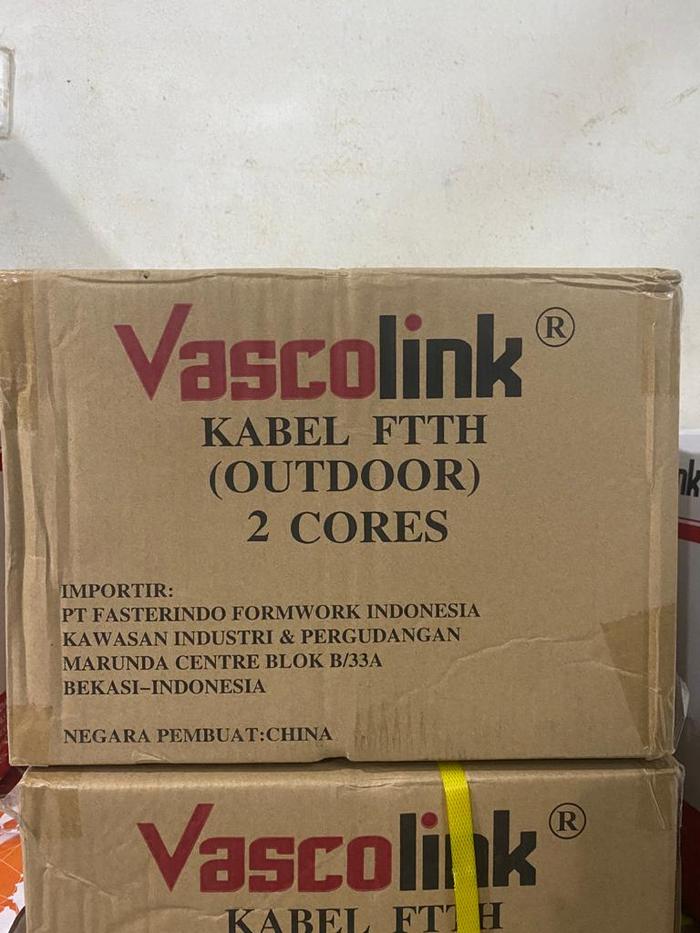 Vascolink ®
KABEL FTTH
(OUTDOOR)
2 CORES
IMPORTIR:
PT FASTERINDO FORMWORK INDONESIA
KAWASAN INDUSTRI & PERGUDANGAN
MARUNDA CENTRE BLOK B/33A
BEKASI-INDONESIA
NEGARA PEMBUAT:CHINA
Vascolink ®
KABEL FTTH
nk